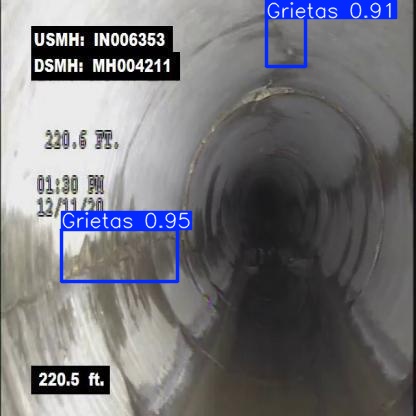 Grietas 0.91
USMH: IN006353
DSMH: MH004211
220.6 FT.
01:30 PM
12/11/20
Grietas 0.95
220.5 ft.